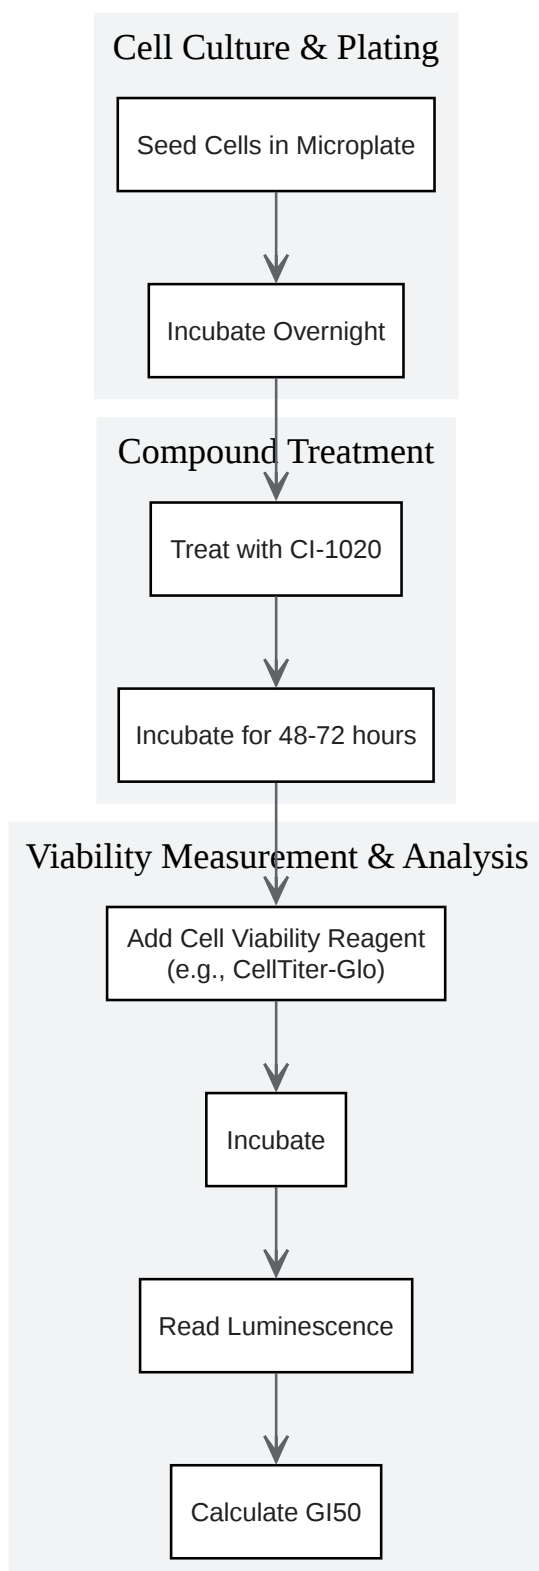 Cell Culture & Plating
Seed Cells in Microplate
Incubate Overnight
Compound Treatment
Treat with CI-1020
Incubate for 48-72 hours
Viability Measurement & Analysis
Add Cell Viability Reagent
(e.g., CellTiter-Glo)
Incubate
Read Luminescence
Calculate GI50